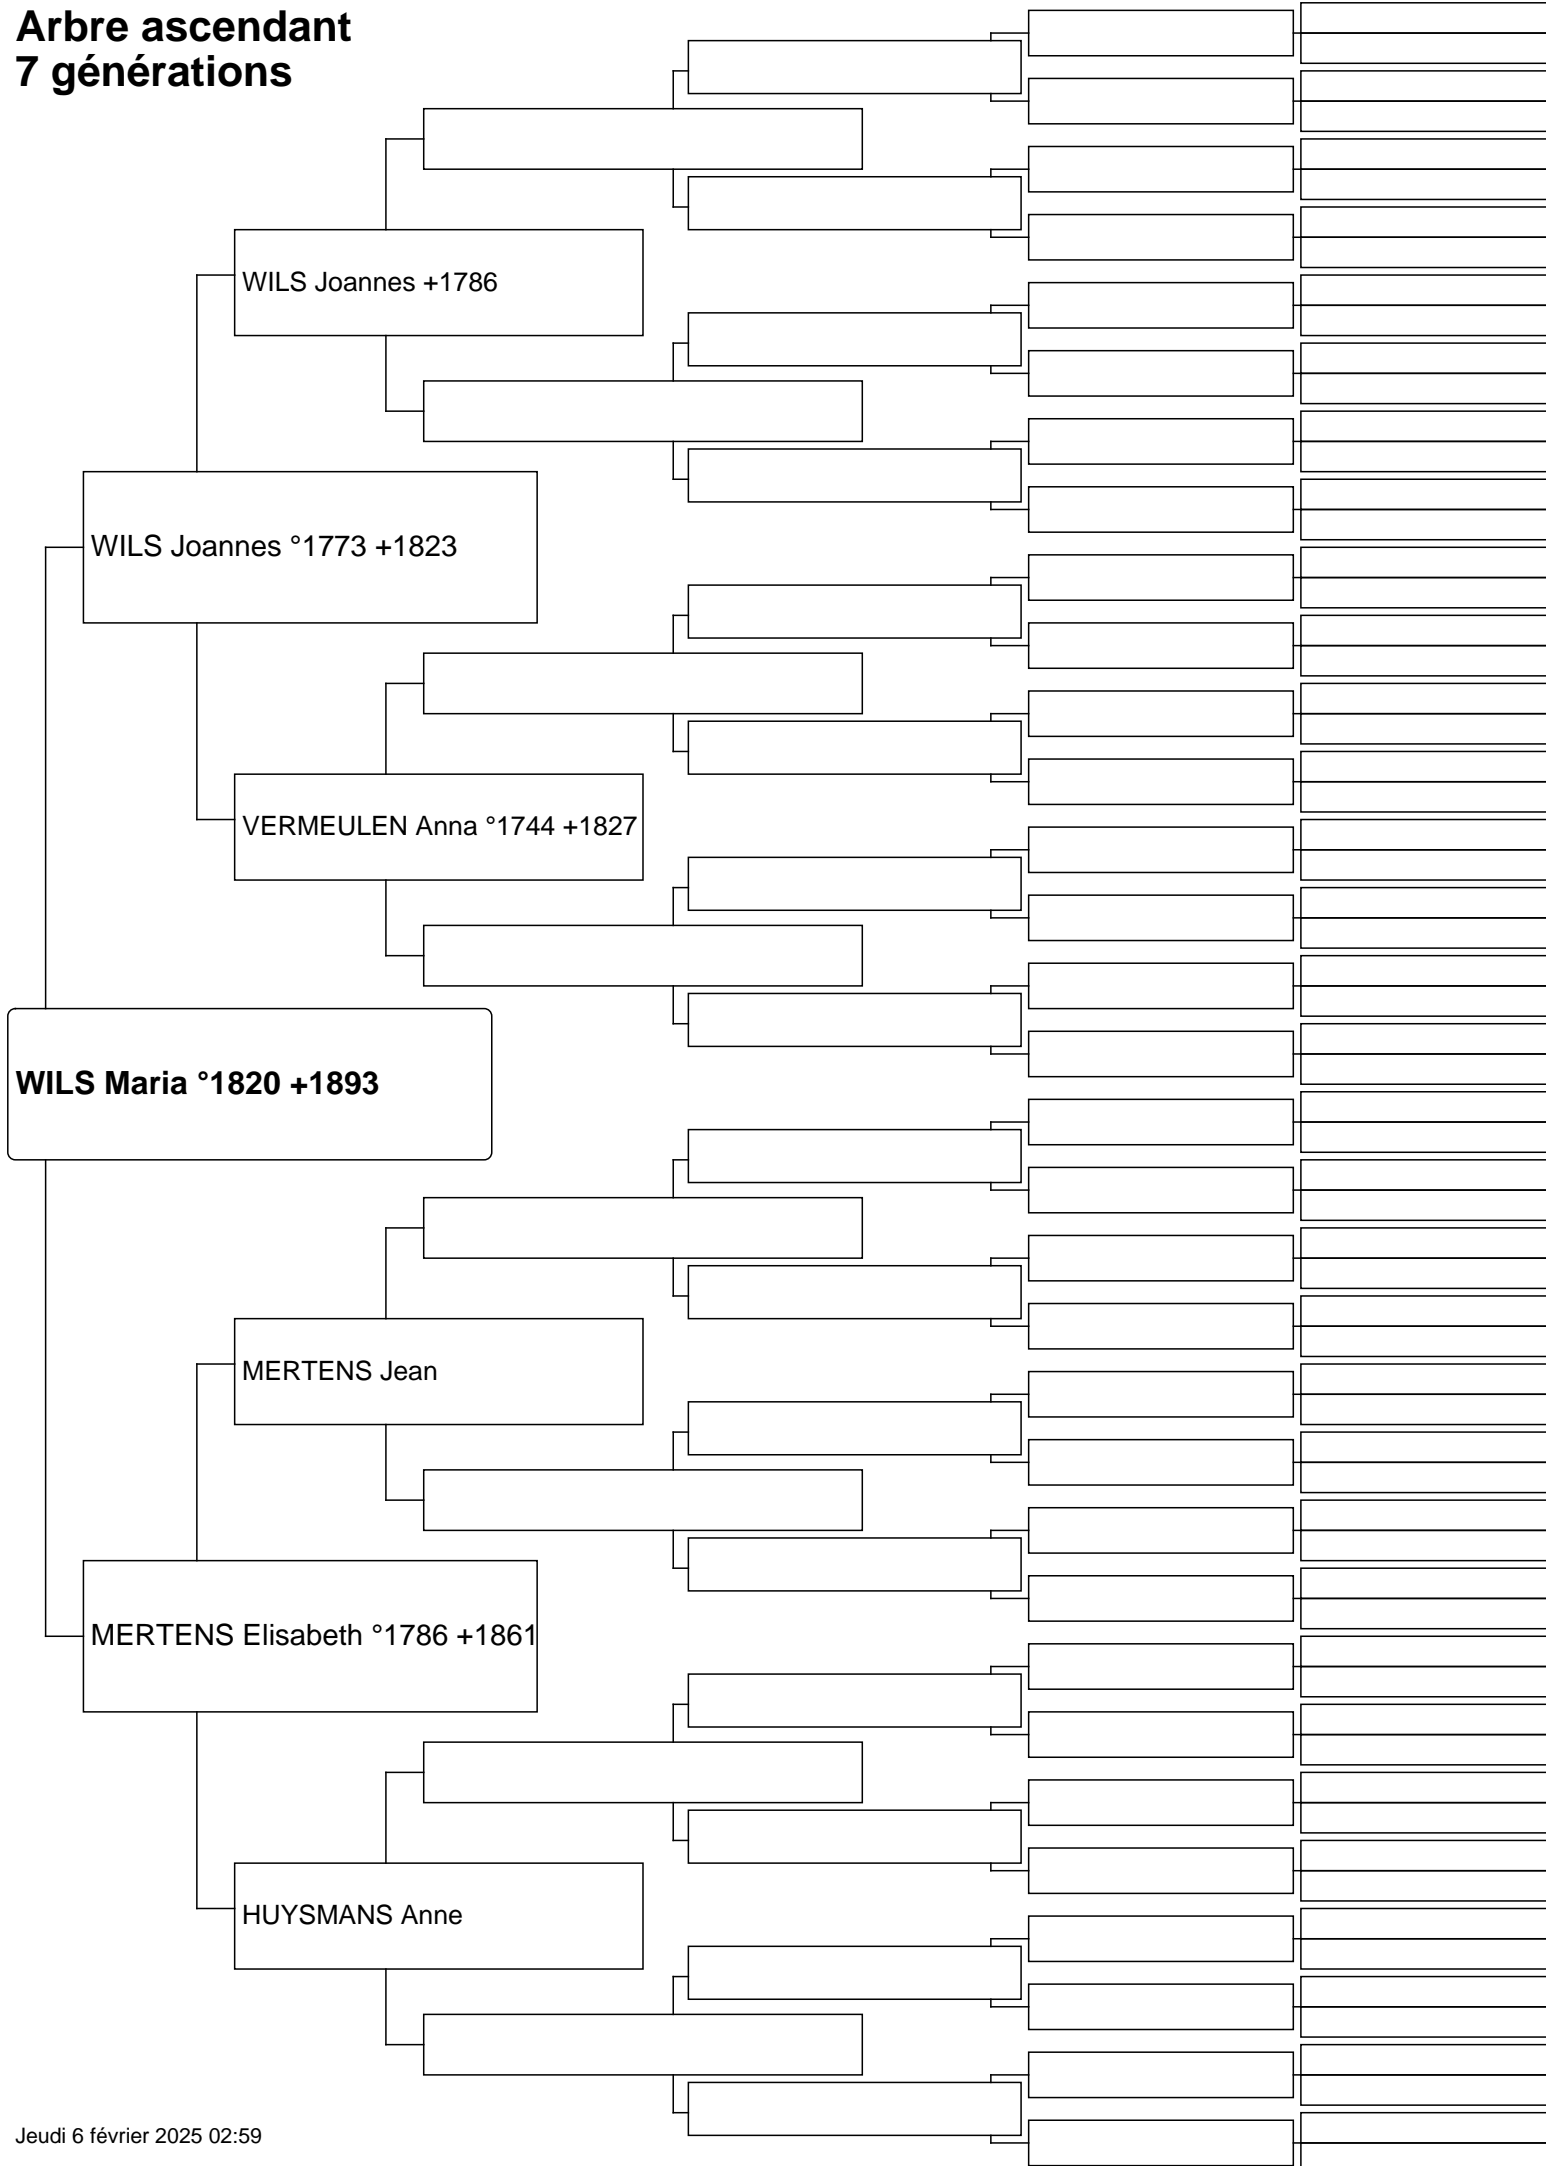 Arbre ascendant
7 générations
WILS Joannes +1786
WILS Joannes °1773 +1823
VERMEULEN Anna °1744 +1827
WILS Maria °1820 +1893
MERTENS Jean
MERTENS Elisabeth °1786 +1861
HUYSMANS Anne
Jeudi 6 février 2025 02:59